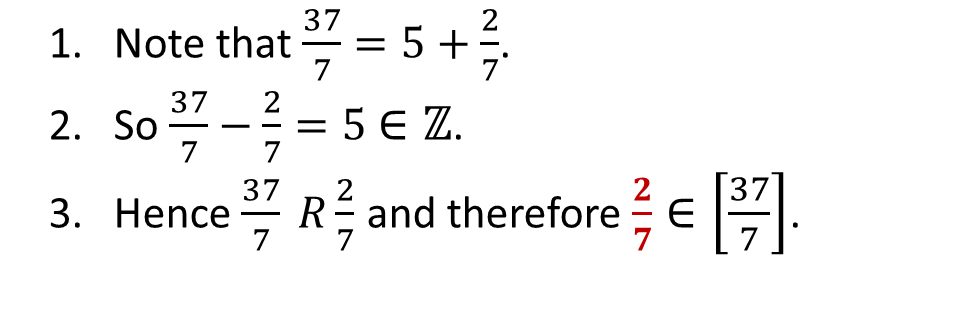 1. Note that 37/7 = 5 + 2/7.
2. So 37/7 − 2/7 = 5 ∈ ℤ.
3. Hence 37/7 R 2/7 and therefore 2/7 ∈ [37/7].